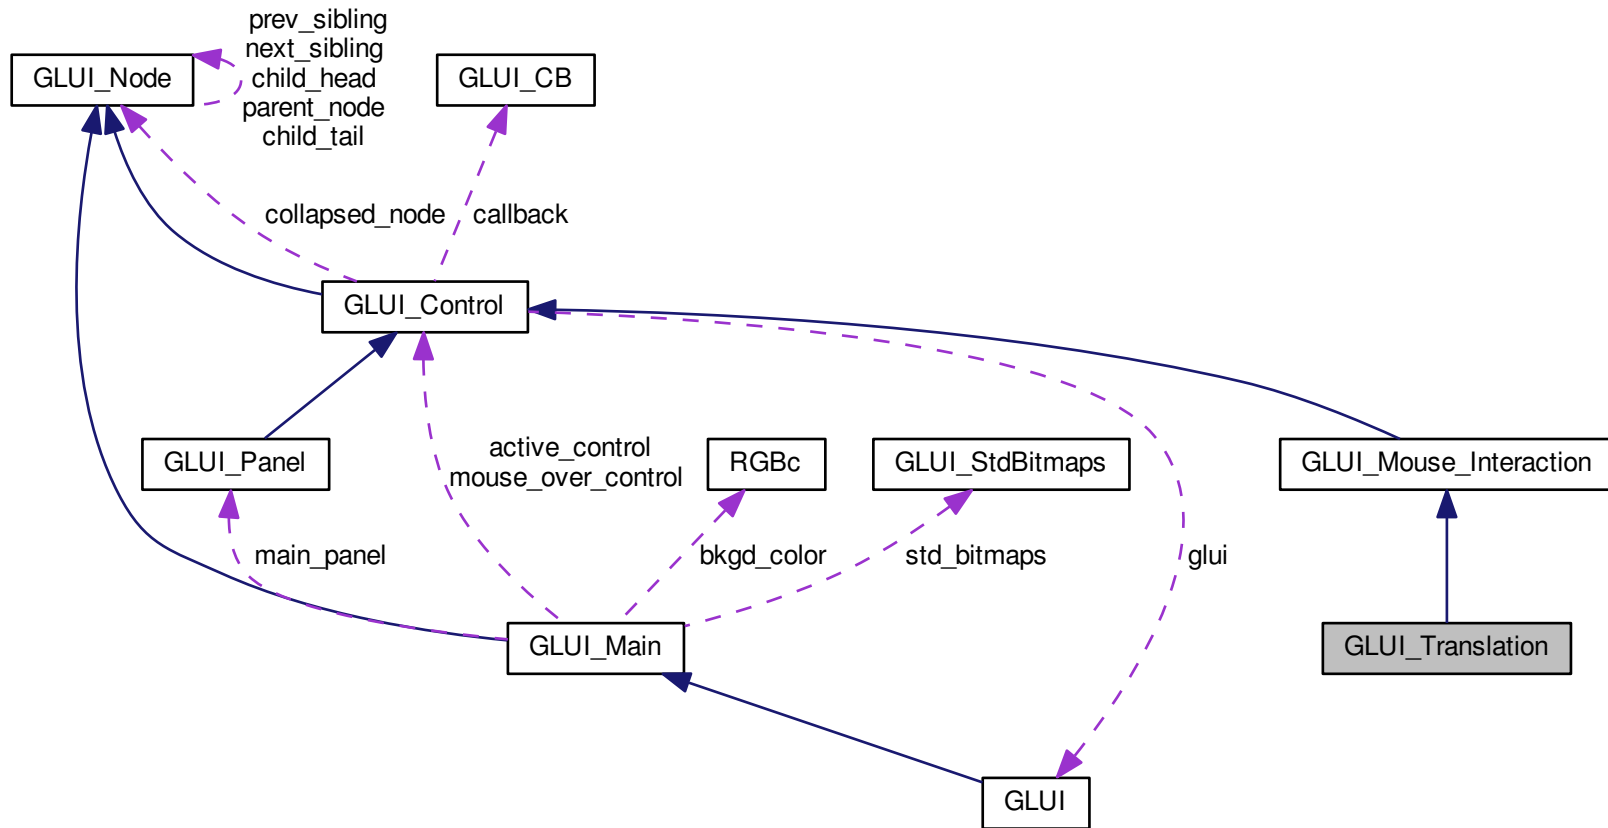 prev_sibling
next_sibling
GLUI_Node
child_head
GLUI_CB
parent_node
child_tail
collapsed_node
callback
GLUI_Control
active_control
mouse_over_control
GLUI_Panel
RGBc
GLUI_StdBitmaps
GLUI_Mouse_Interaction
main_panel
bkgd_color
std_bitmaps
glui
GLUI_Main
GLUI_Translation
GLUI